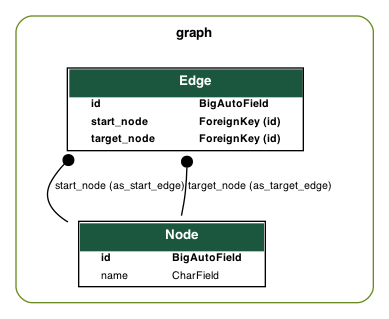 graph
Edge
id BigAutoField
start_node ForeignKey (id)
target_node ForeignKey (id)
start_node (as_start_edge) target_node (as_target_edge)
Node
id BigAutoField
name CharField